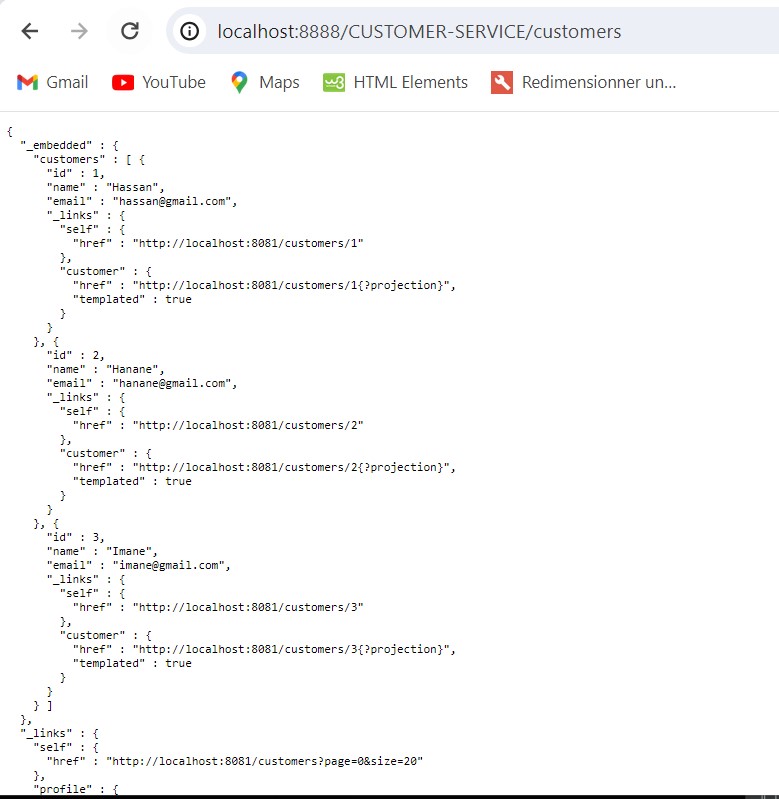 localhost:8888/CUSTOMER-SERVICE/customers
Gmail YouTube Maps HTML Elements Redimensionner un...
{
  "_embedded" : {
    "customers" : [ {
      "id" : 1,
      "name" : "Hassan",
      "email" : "hassan@gmail.com",
      "_links" : {
        "self" : {
          "href" : "http://localhost:8081/customers/1"
        },
        "customer" : {
          "href" : "http://localhost:8081/customers/1{?projection}",
          "templated" : true
        }
      }
    }, {
      "id" : 2,
      "name" : "Hanane",
      "email" : "hanane@gmail.com",
      "_links" : {
        "self" : {
          "href" : "http://localhost:8081/customers/2"
        },
        "customer" : {
          "href" : "http://localhost:8081/customers/2{?projection}",
          "templated" : true
        }
      }
    }, {
      "id" : 3,
      "name" : "Imane",
      "email" : "imane@gmail.com",
      "_links" : {
        "self" : {
          "href" : "http://localhost:8081/customers/3"
        },
        "customer" : {
          "href" : "http://localhost:8081/customers/3{?projection}",
          "templated" : true
        }
      }
    } ]
  },
  "_links" : {
    "self" : {
      "href" : "http://localhost:8081/customers?page=0&size=20"
    },
    "profile" : {